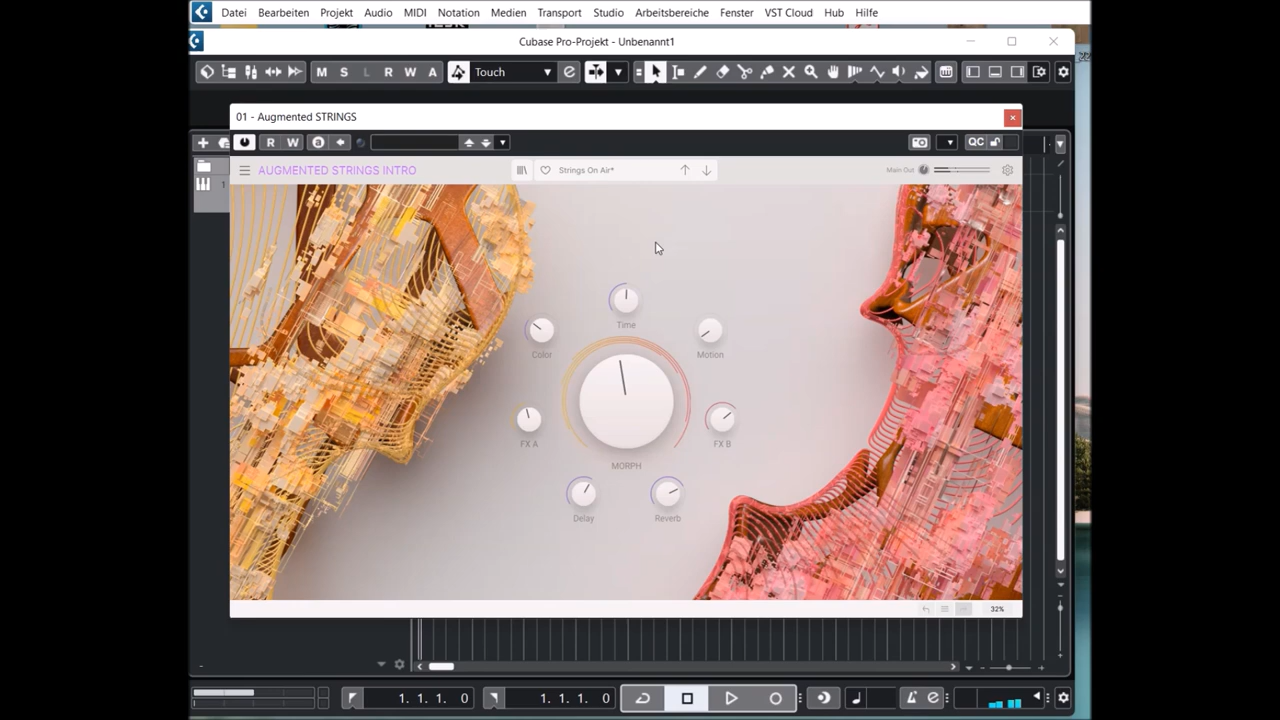 Datei Bearbeiten Projekt Audio MIDI Notation Medien Transport Studio Arbeitsbereiche Fenster VST Cloud Hub Hilfe
Cubase Pro-Projekt - Unbenannt1
M S L R W A Touch
01 - Augmented STRINGS
R W QC
AUGMENTED STRINGS INTRO Strings On Air* Main Out
1
Time
Color Motion
FX A FX B
MORPH
Delay Reverb
32%
1. 1. 1. 0 1. 1. 1. 0